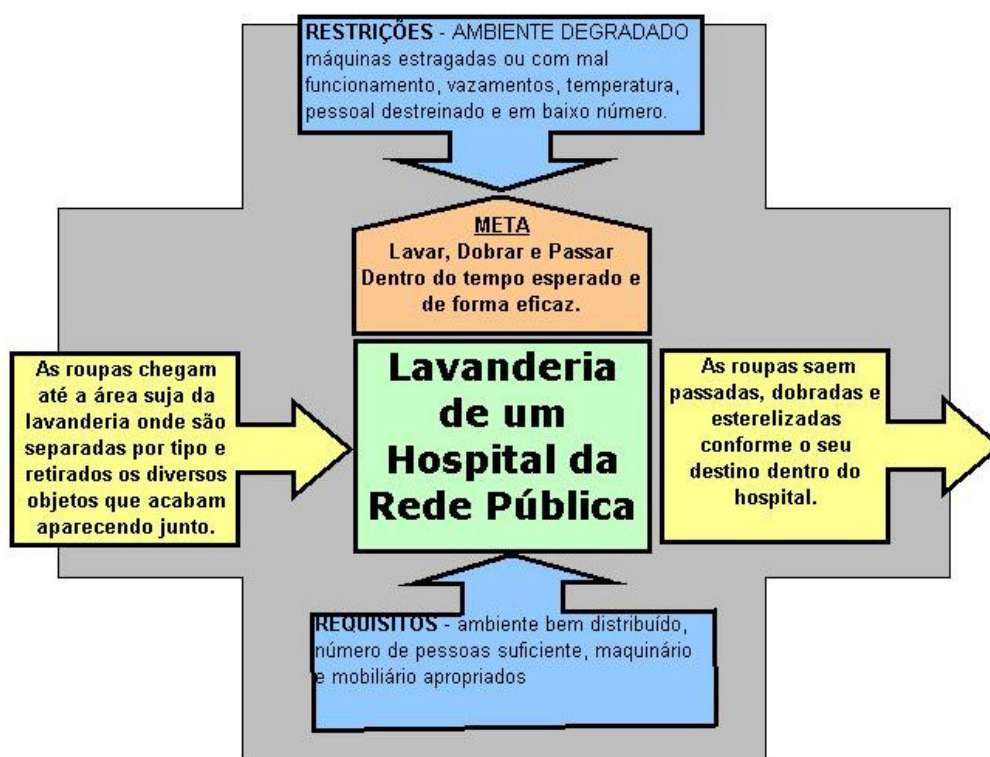 RESTRIÇÕES - AMBIENTE DEGRADADO
máquinas estragadas ou com mal
funcionamento, vazamentos, temperatura,
pessoal destreinado e em baixo número.
META
Lavar, Dobrar e Passar
Dentro do tempo esperado e
de forma eficaz.
As roupas chegam
até a área suja da
lavanderia onde são
separadas por tipo e
retirados os diversos
objetos que acabam
aparecendo junto.
Lavanderia
de um
Hospital da
Rede Pública
As roupas saem
passadas, dobradas e
esterelizadas
conforme o seu
destino dentro do
hospital.
REQUISITOS - ambiente bem distribuído,
número de pessoas suficiente, maquinário
e mobiliário apropriados